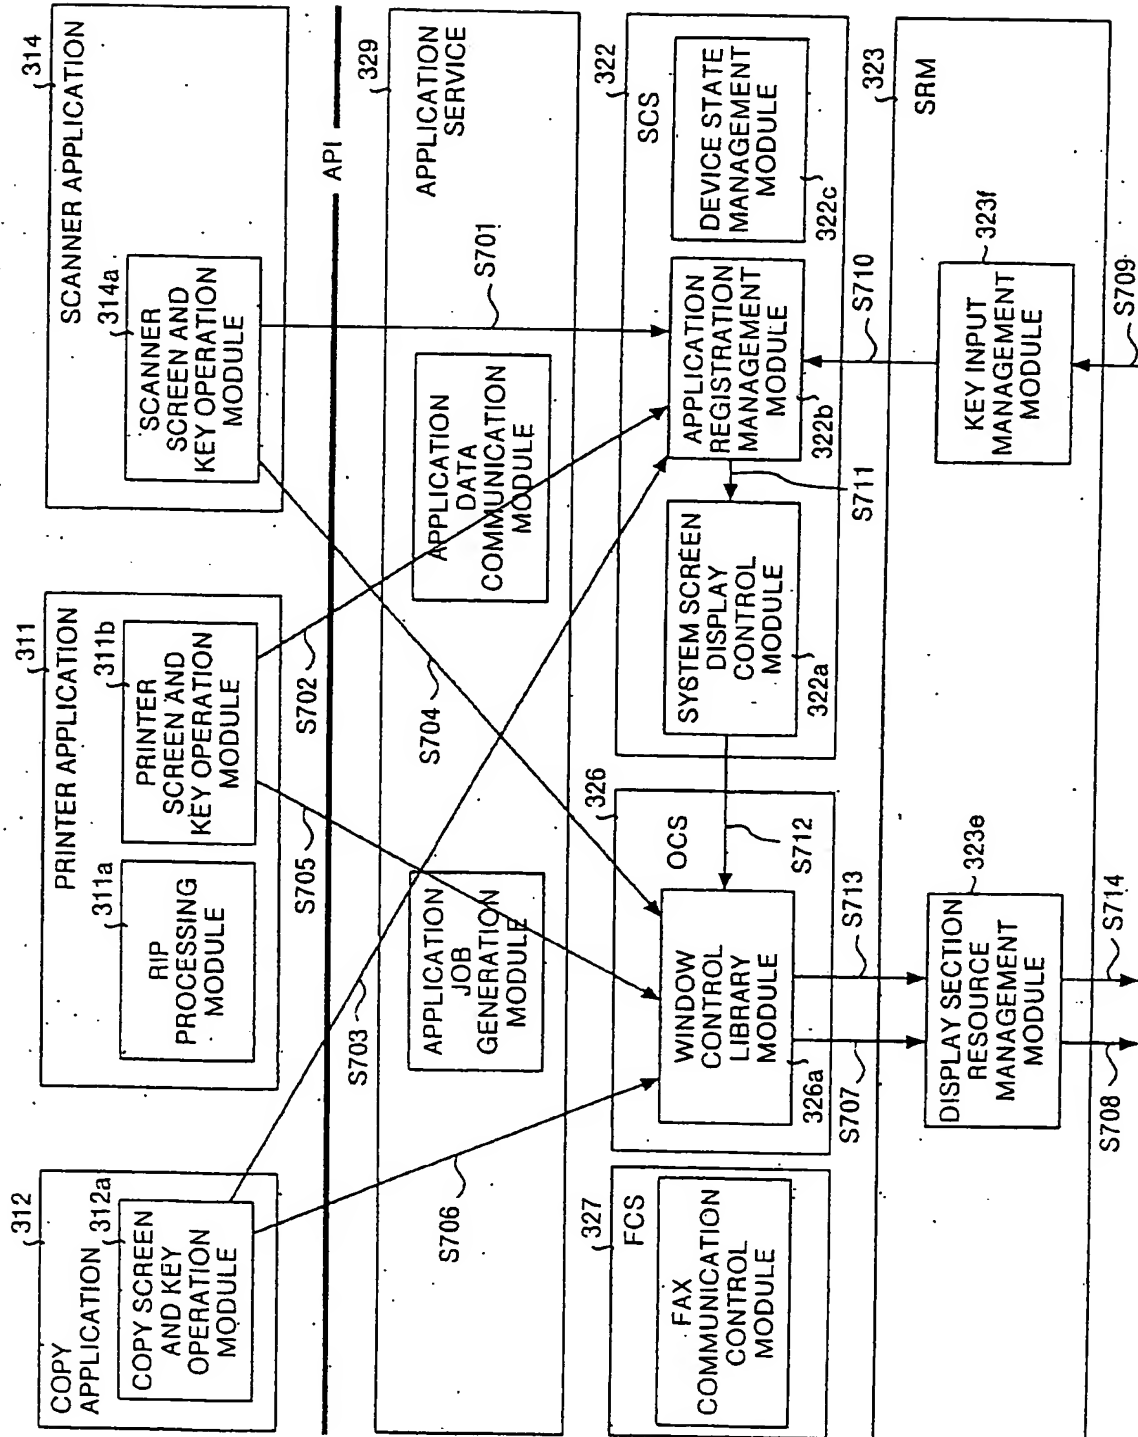 312
COPY
APPLICATION
312a
COPY SCREEN
AND KEY
OPERATION
MODULE
311
PRINTER APPLICATION
311a
RIP
PROCESSING
MODULE
311b
PRINTER
SCREEN AND
KEY OPERATION
MODULE
314
SCANNER APPLICATION
314a
SCANNER
SCREEN AND
KEY OPERATION
MODULE
API
S703
S705
S702
329
APPLICATION
SERVICE
APPLICATION
JOB
GENERATION
MODULE
APPLICATION
DATA
COMMUNICATION
MODULE
S706
S704
S701
327
FCS
FAX
COMMUNICATION
CONTROL
MODULE
326
OCS
WINDOW
CONTROL
LIBRARY
MODULE
326a
S712
322
SCS
SYSTEM SCREEN
DISPLAY
CONTROL
MODULE
322a
APPLICATION
REGISTRATION
MANAGEMENT
MODULE
322b
DEVICE STATE
MANAGEMENT
MODULE
322c
S707
S713
S711
S710
323
SRM
323e
DISPLAY SECTION
RESOURCE
MANAGEMENT
MODULE
323f
KEY INPUT
MANAGEMENT
MODULE
S708
S714
S709